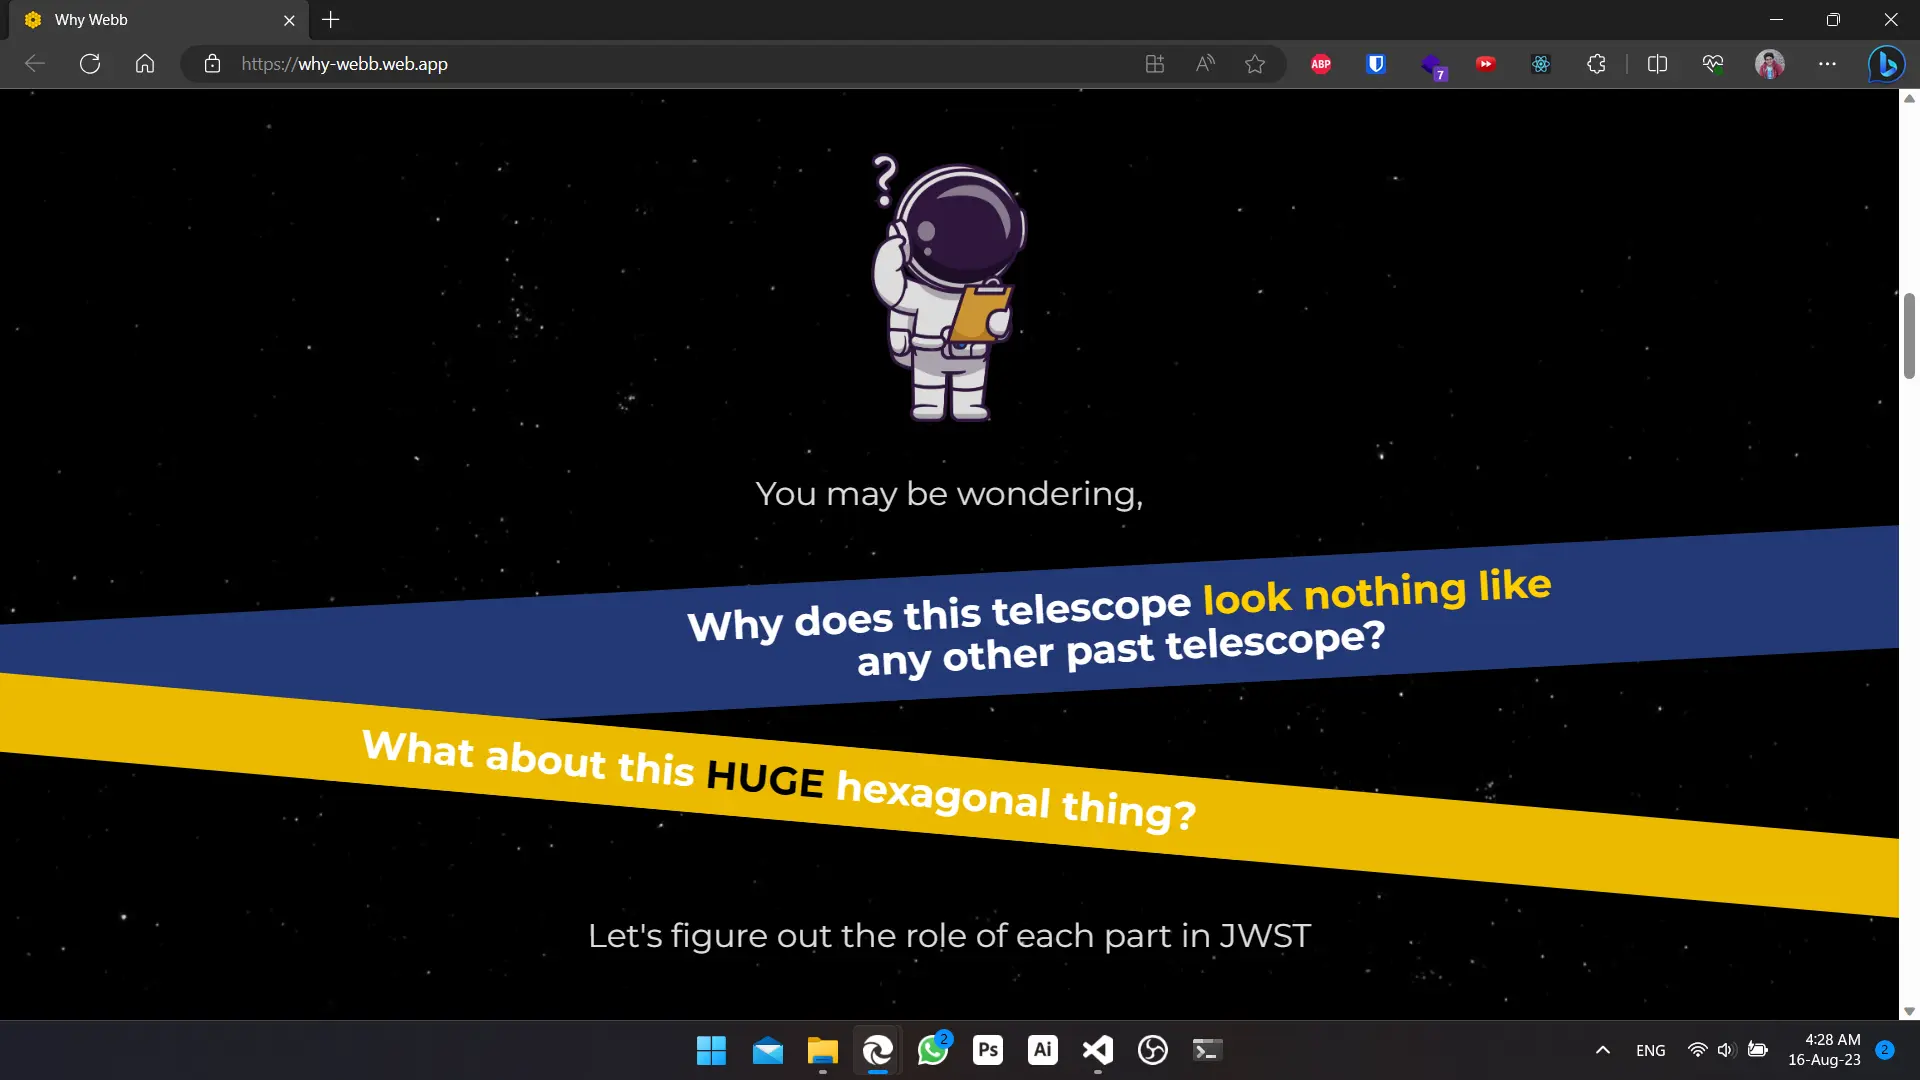 Why Webb
https://why-webb.web.app
ABP
7
?
You may be wondering,
Why does this telescope look nothing like
any other past telescope?
What about this HUGE hexagonal thing?
Let's figure out the role of each part in JWST
2
Ps
Ai
ENG
4:28 AM
16-Aug-23
2